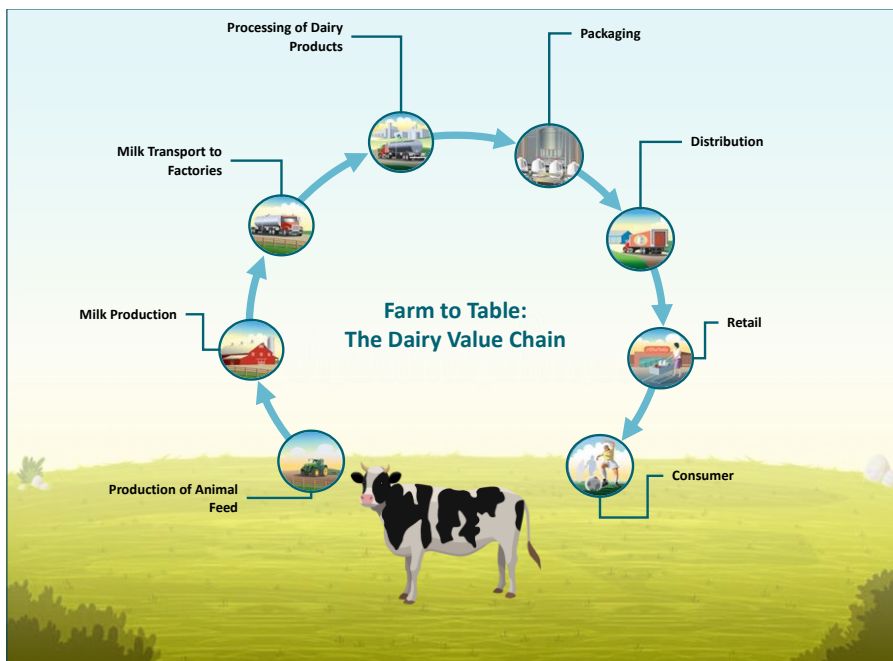 Processing of Dairy
Products
Packaging
Milk Transport to
Factories
Distribution
Milk Production
Farm to Table:
The Dairy Value Chain
Retail
Production of Animal
Feed
Consumer